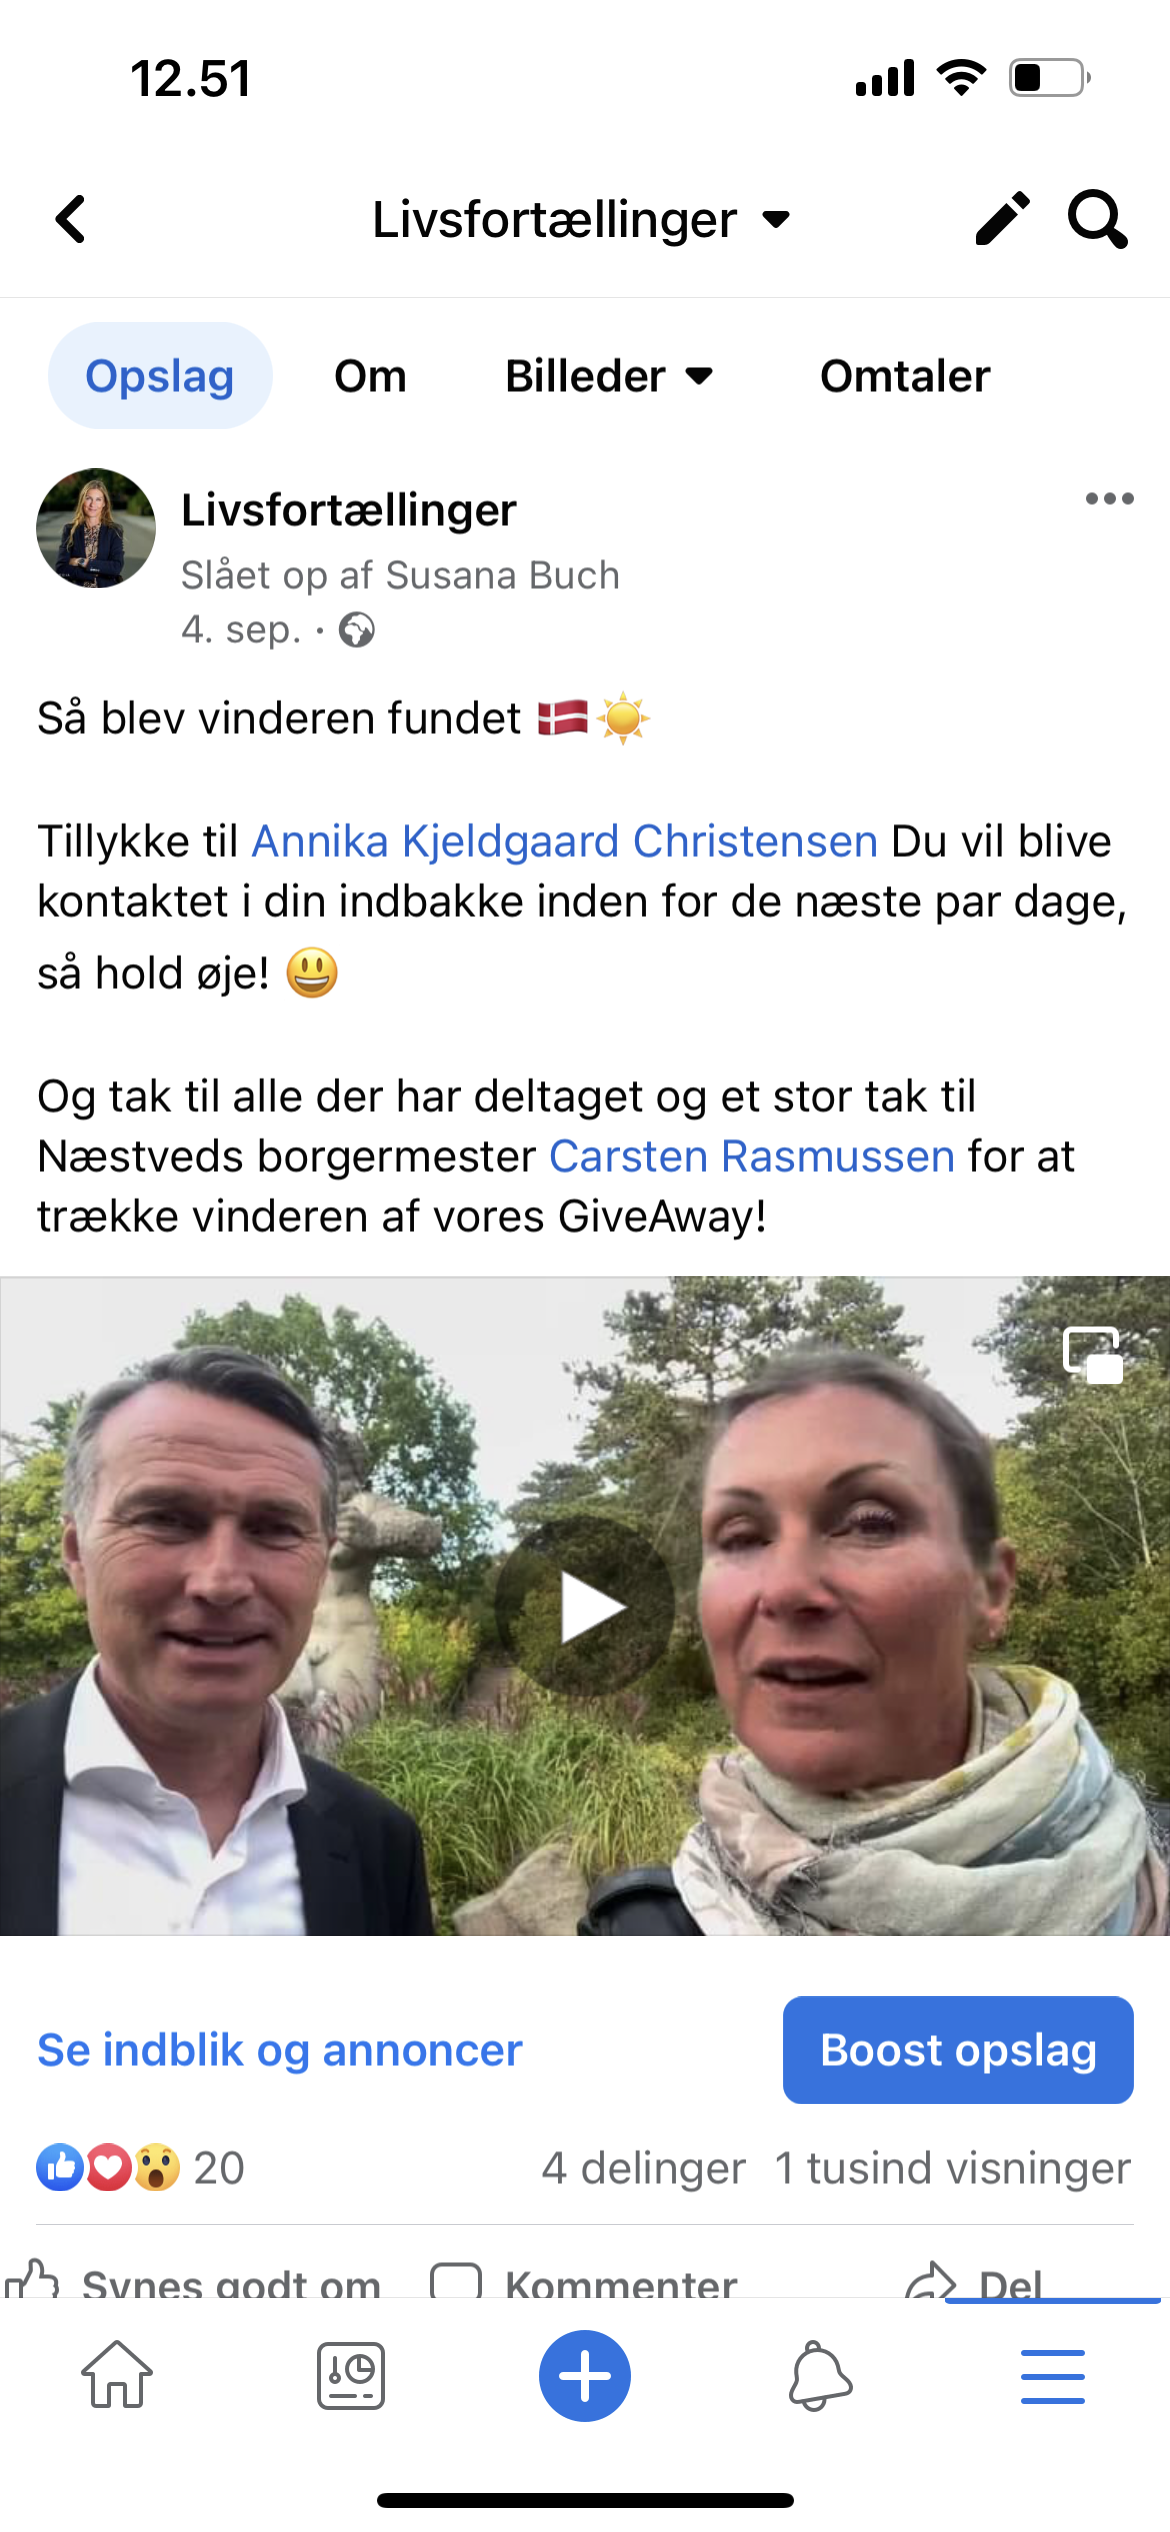 12.51
Livsfortællinger
Opslag Om Billeder Omtaler
Livsfortællinger
Slået op af Susana Buch
4. sep. ·
Så blev vinderen fundet 🇩🇰☀️
Tillykke til Annika Kjeldgaard Christensen Du vil blive
kontaktet i din indbakke inden for de næste par dage,
så hold øje! 😃
Og tak til alle der har deltaget og et stor tak til
Næstveds borgermester Carsten Rasmussen for at
trække vinderen af vores GiveAway!
Se indblik og annoncer
Boost opslag
20 4 delinger 1 tusind visninger
Synes godt om Kommenter Del